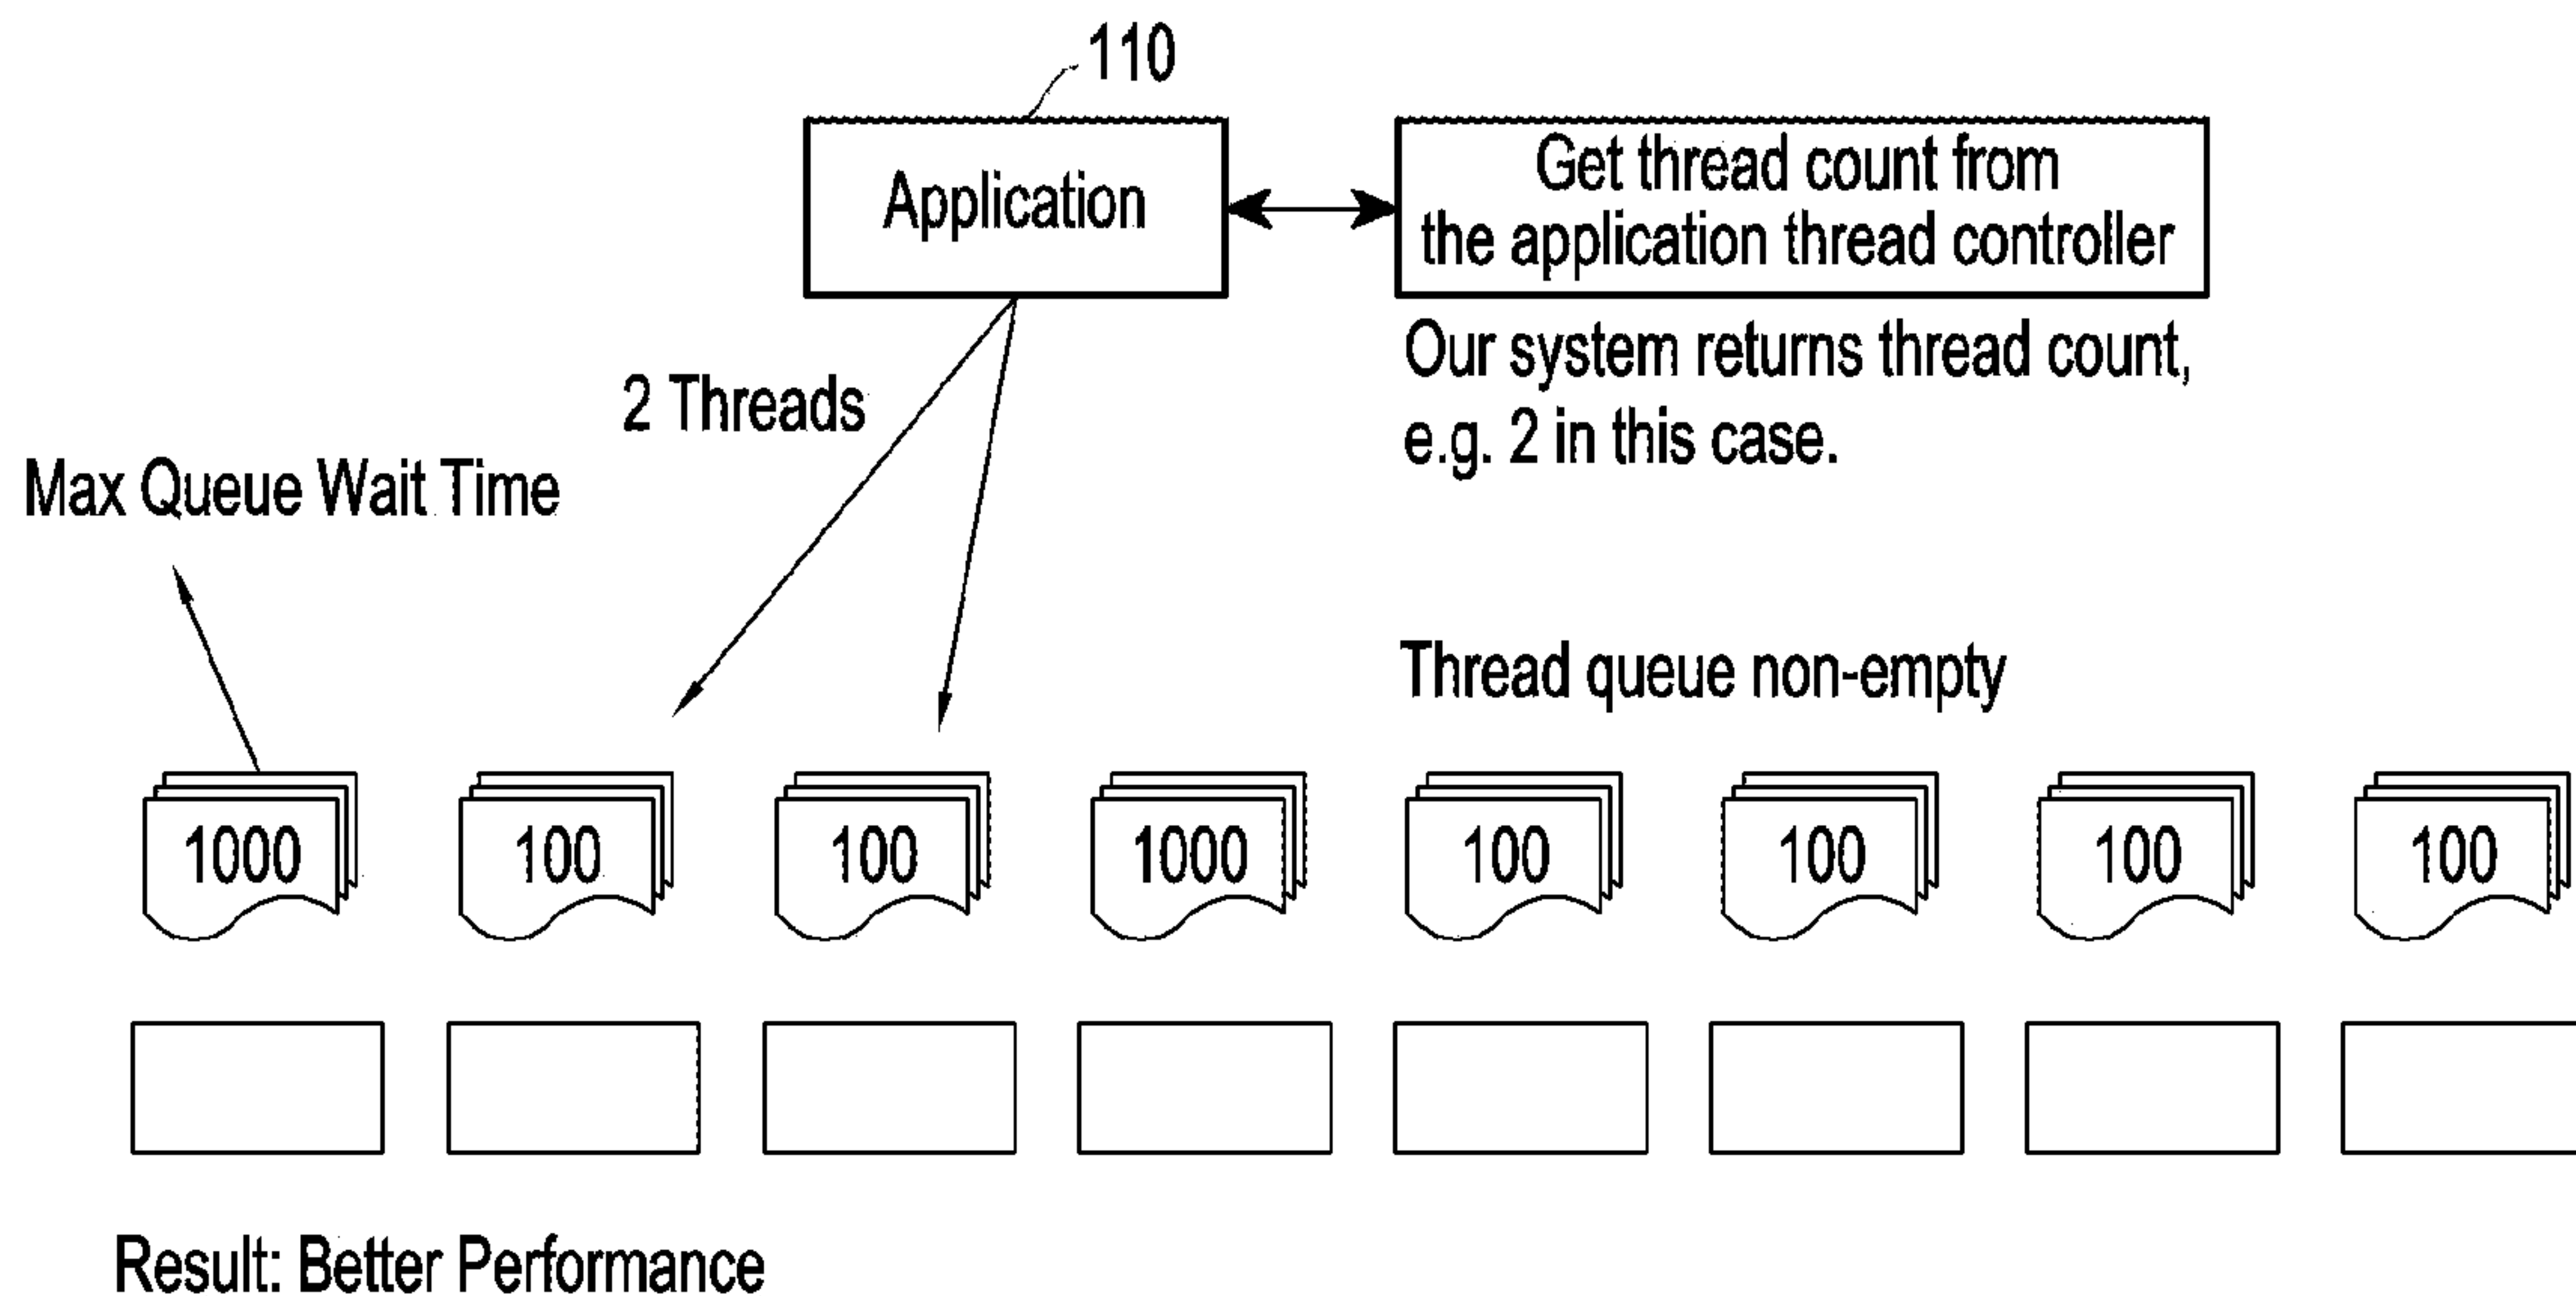 110
Application
Get thread count from
the application thread controller
Our system returns thread count,
e.g. 2 in this case.
2 Threads
Max Queue Wait Time
Thread queue non-empty
1000 100 100 1000 100 100 100 100
Result: Better Performance